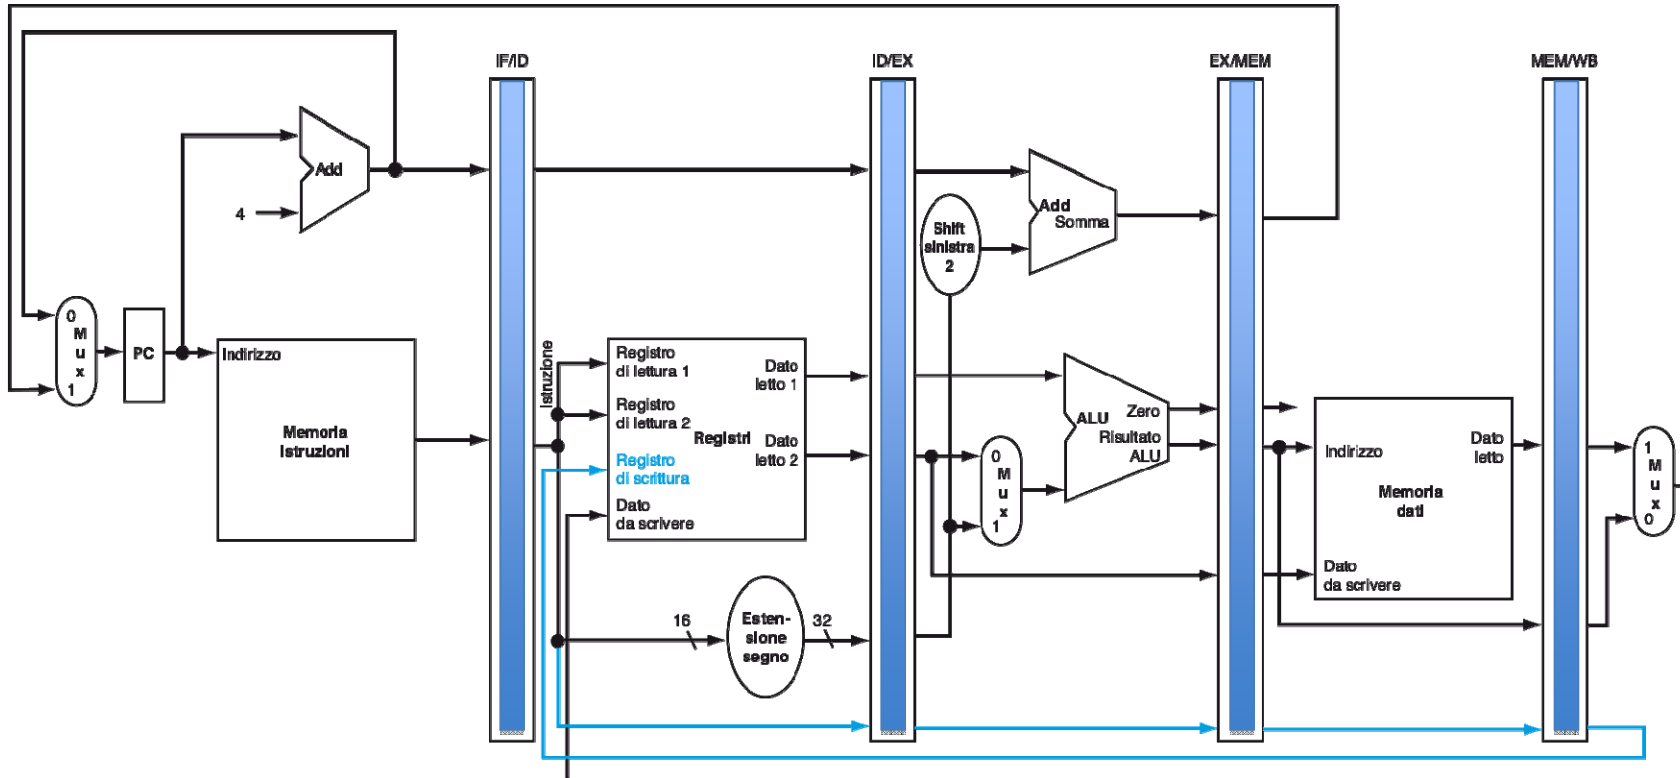 IF/ID
ID/EX
EX/MEM
MEM/WB
Add
4
Add
Somma
Shift
sinistra
2
0
M
u
x
1
PC
Indirizzo
Memoria
istruzioni
Istruzione
Registro
di lettura 1
Registro
di lettura 2
Registro
di scrittura
Dato
da scrivere
Registri
Dato
letto 1
Dato
letto 2
16
Esten-
sione
segno
32
0
M
u
x
1
ALU
Zero
Risultato
ALU
Indirizzo
Dato
letto
Memoria
dati
Dato
da scrivere
1
M
u
x
0